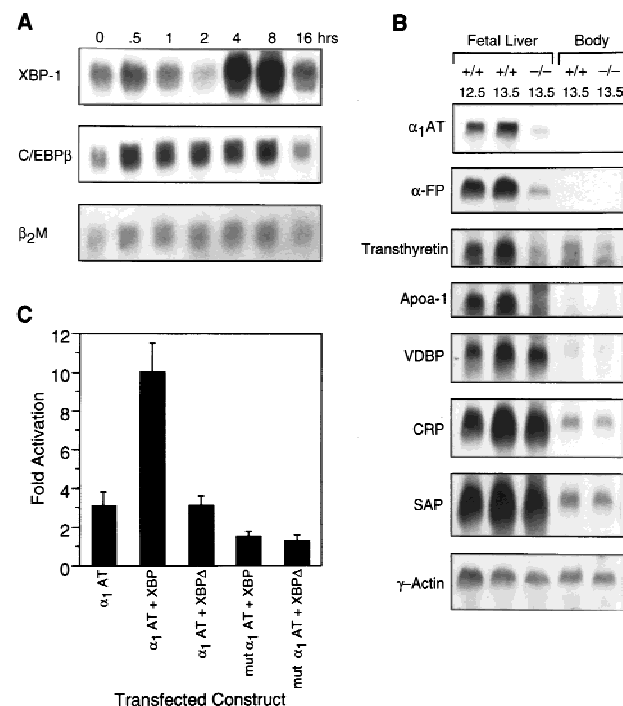 A
0 .5 1 2 4 8 16 hrs
XBP-1
C/EBPβ
β₂M
B
Fetal Liver Body
+/+ +/+ −/− +/+ −/−
12.5 13.5 13.5 13.5 13.5
α₁AT
α-FP
Transthyretin
Apoa-1
VDBP
CRP
SAP
γ-Actin
C
Fold Activation
12
10
8
6
4
2
0
α₁ AT
α₁ AT + XBP
α₁ AT + XBPΔ
mut α₁ AT + XBP
mut α₁ AT + XBPΔ
Transfected Construct